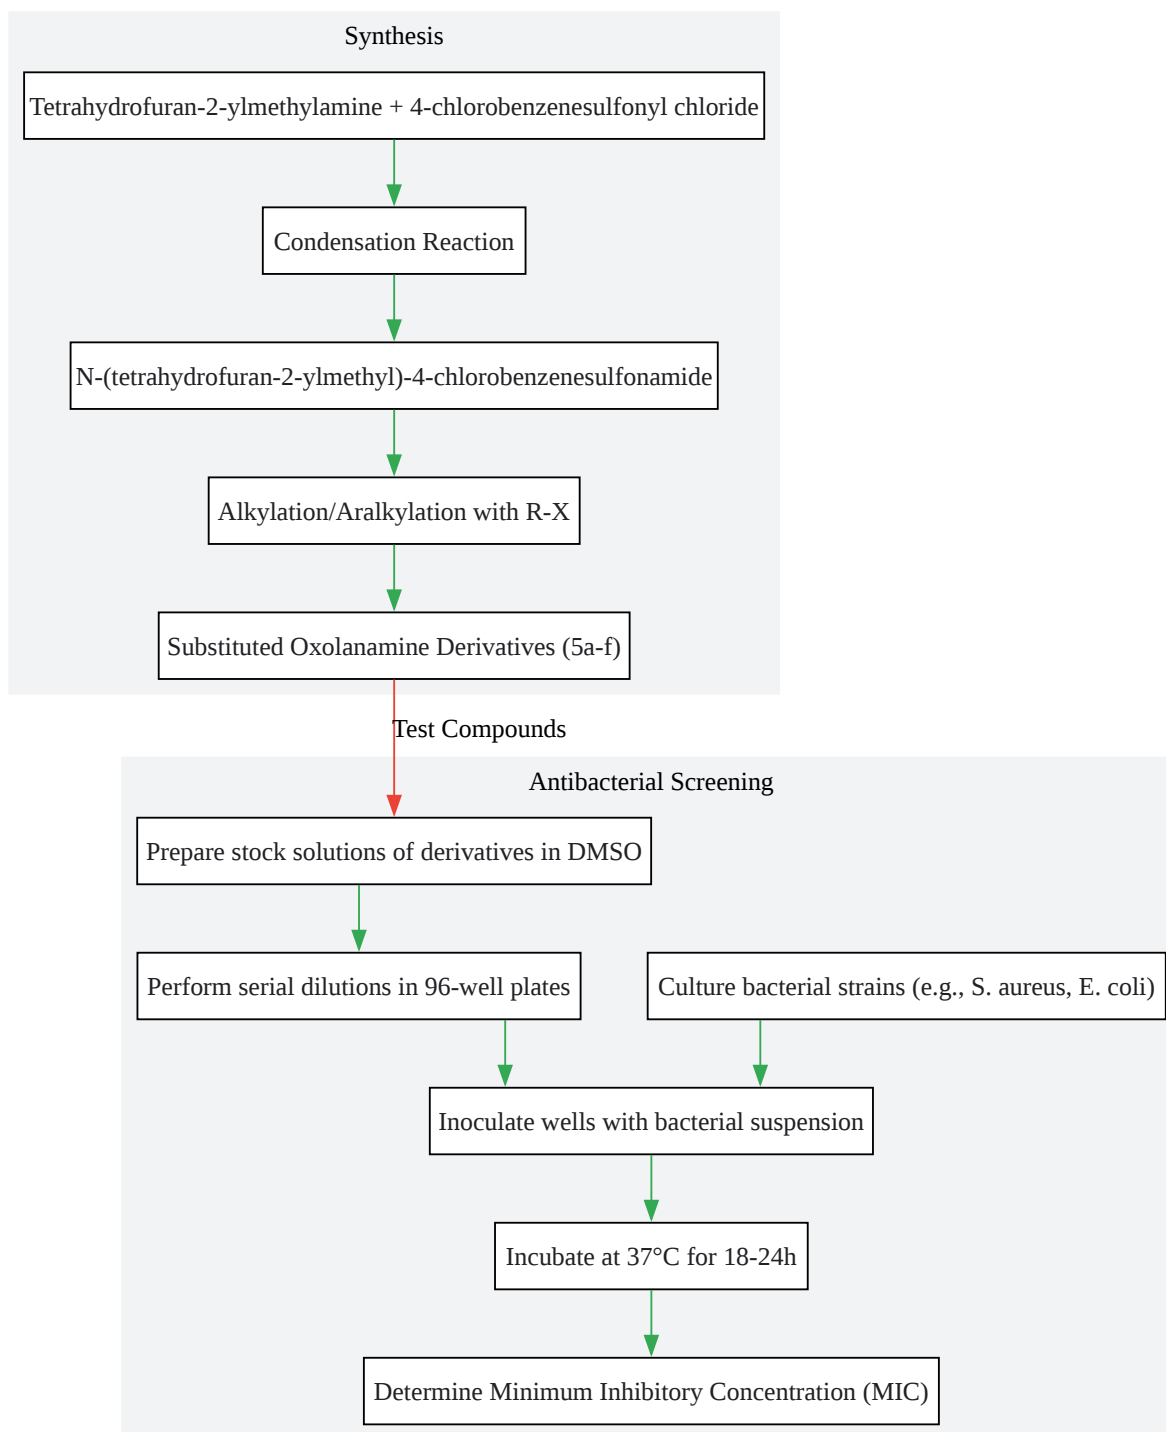 Synthesis
Tetrahydrofuran-2-ylmethylamine + 4-chlorobenzenesulfonyl chloride
Condensation Reaction
N-(tetrahydrofuran-2-ylmethyl)-4-chlorobenzenesulfonamide
Alkylation/Aralkylation with R-X
Substituted Oxolanamine Derivatives (5a-f)
Test Compounds
Antibacterial Screening
Prepare stock solutions of derivatives in DMSO
Perform serial dilutions in 96-well plates
Culture bacterial strains (e.g., S. aureus, E. coli)
Inoculate wells with bacterial suspension
Incubate at 37°C for 18-24h
Determine Minimum Inhibitory Concentration (MIC)